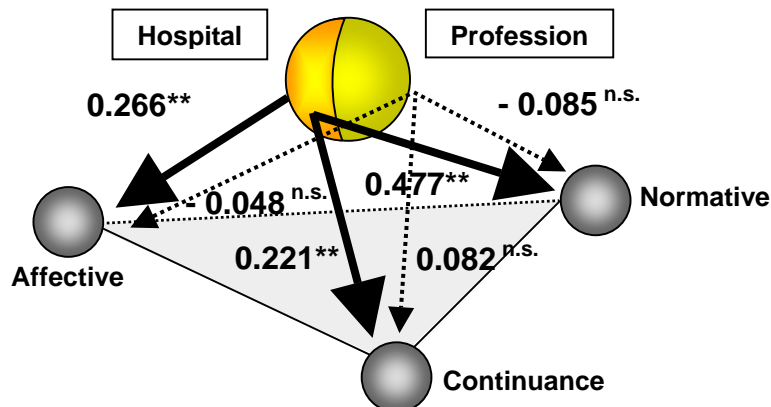 Hospital
Profession
0.266**
- 0.085 n.s.
- 0.048 n.s.
0.477**
Normative
0.221**
0.082 n.s.
Affective
Continuance